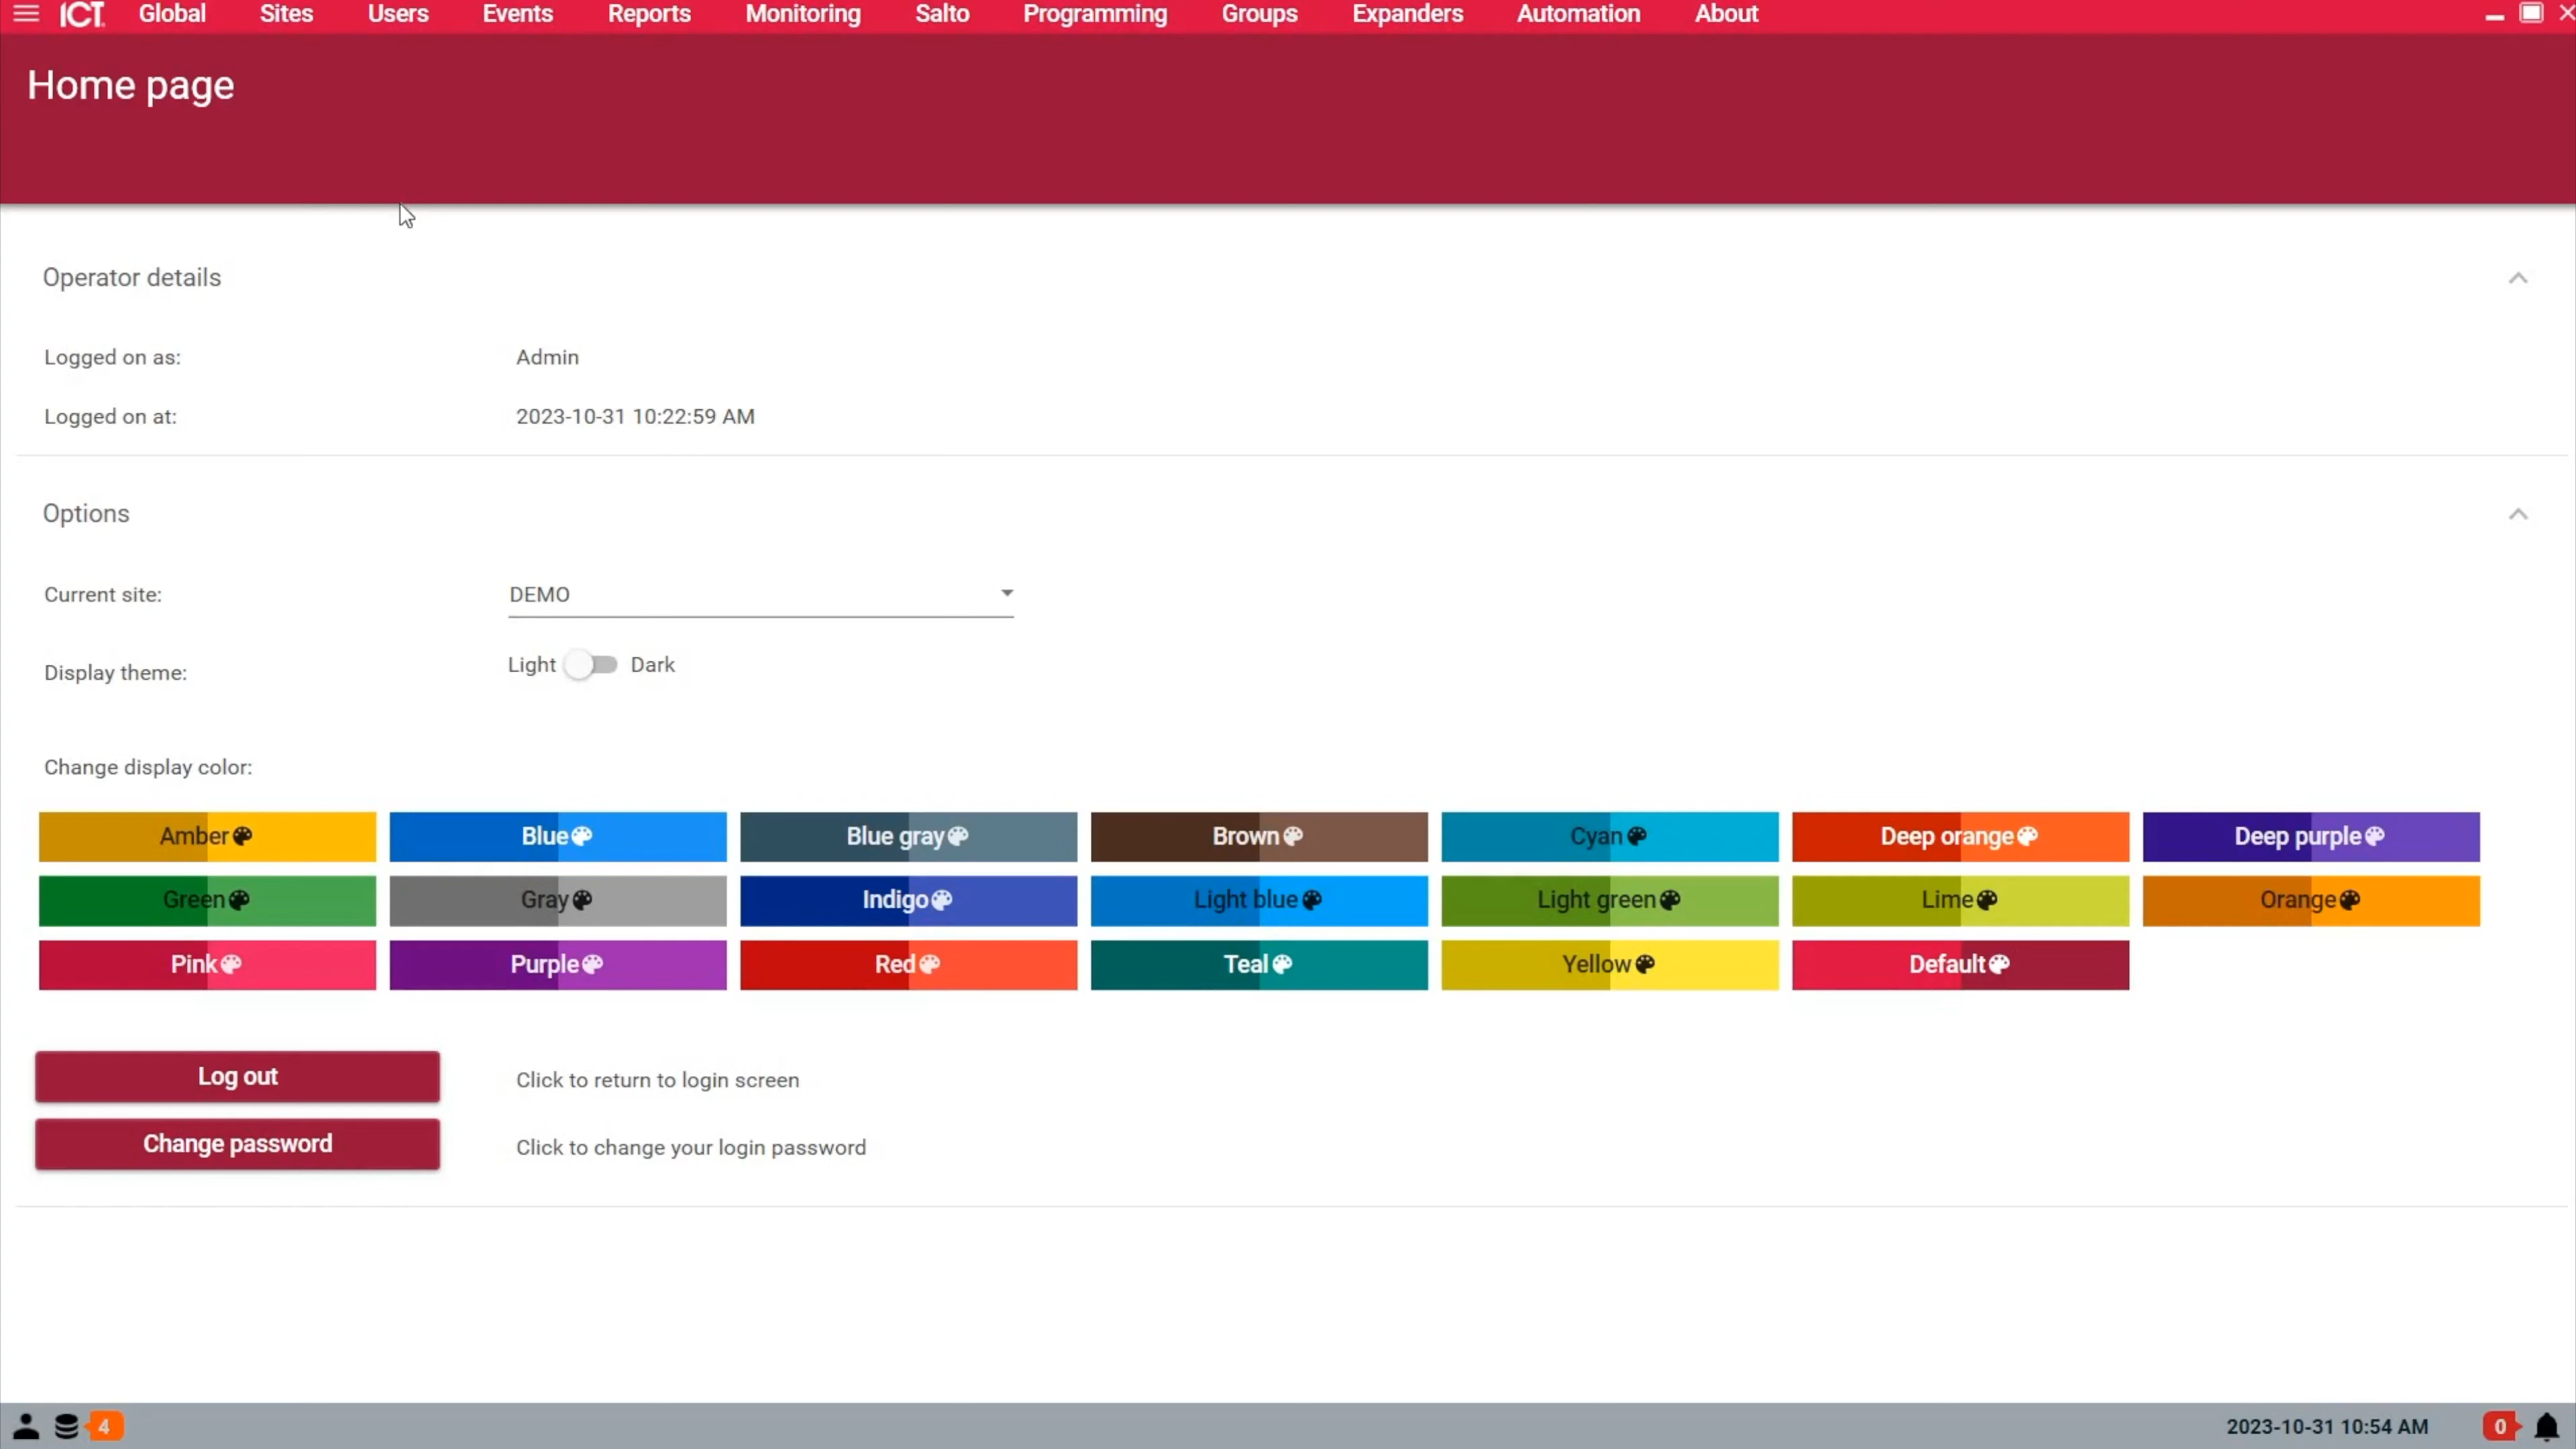 ICT Global Sites Users Events Reports Monitoring Salto Programming Groups Expanders Automation About
Home page
Operator details
Logged on as: Admin
Logged on at: 2023-10-31 10:22:59 AM
Options
Current site: DEMO
Display theme: Light Dark
Change display color:
Amber Blue Blue gray Brown Cyan Deep orange Deep purple
Green Gray Indigo Light blue Light green Lime Orange
Pink Purple Red Teal Yellow Default
Log out Click to return to login screen
Change password Click to change your login password
4 2023-10-31 10:54 AM 0